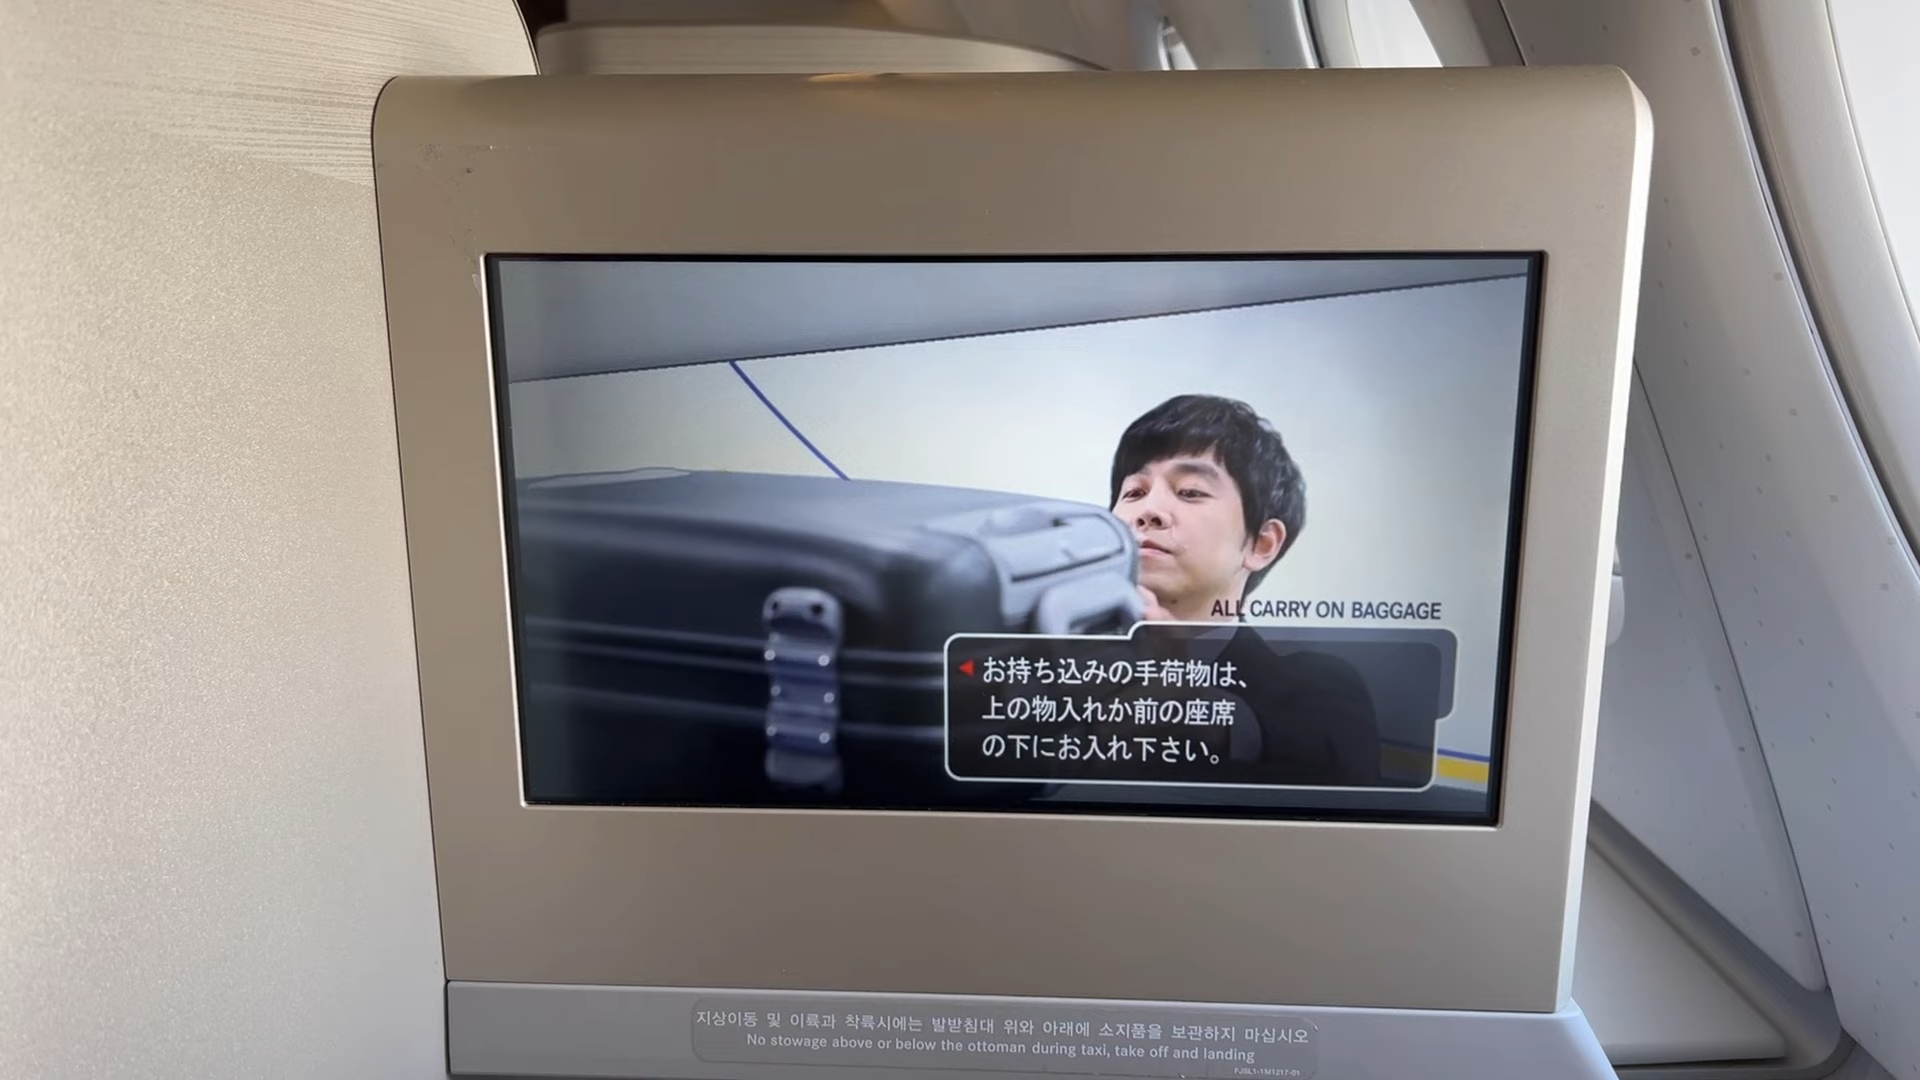 ALL CARRY ON BAGGAGE
お持ち込みの手荷物は、
上の物入れか前の座席
の下にお入れ下さい。
지상이동 및 이륙과 착륙시에는 발받침대 위와 아래에 소지품을 보관하지 마십시오
No stowage above or below the ottoman during taxi, take off and landing
FJSL1-1M1217-01